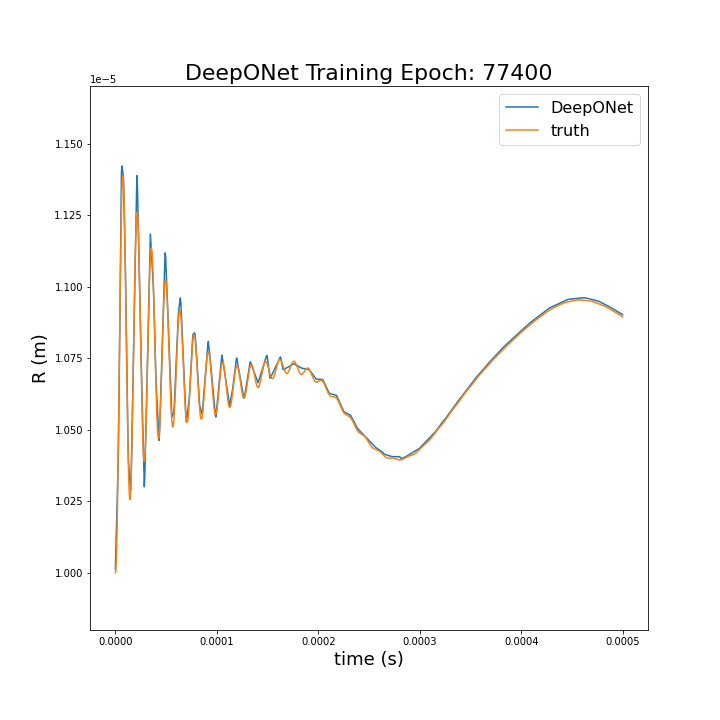 DeepONet Training Epoch: 77400
1e−5
DeepONet
truth
1.150
1.125
1.100
1.075
1.050
1.025
1.000
R (m)
0.0000 0.0001 0.0002 0.0003 0.0004 0.0005
time (s)